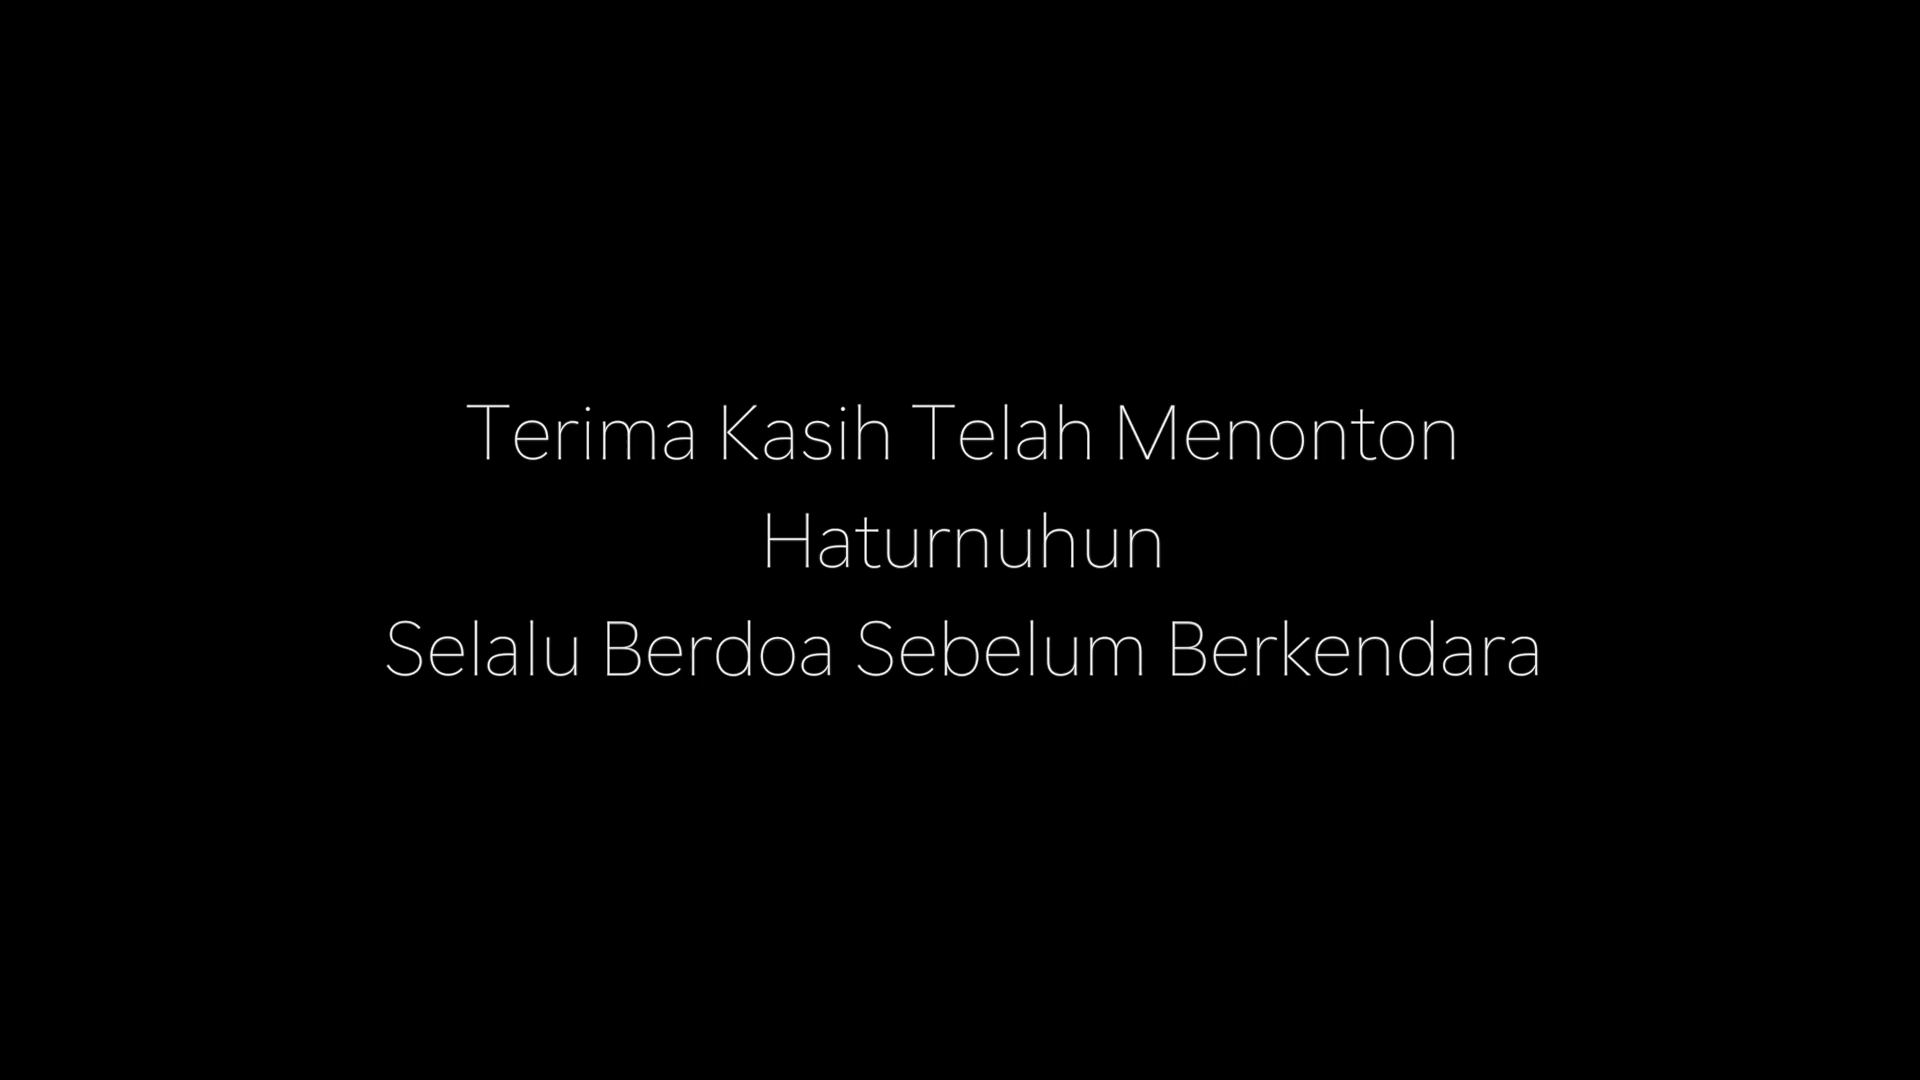 Terima Kasih Telah Menonton
Haturnuhun
Selalu Berdoa Sebelum Berkendara